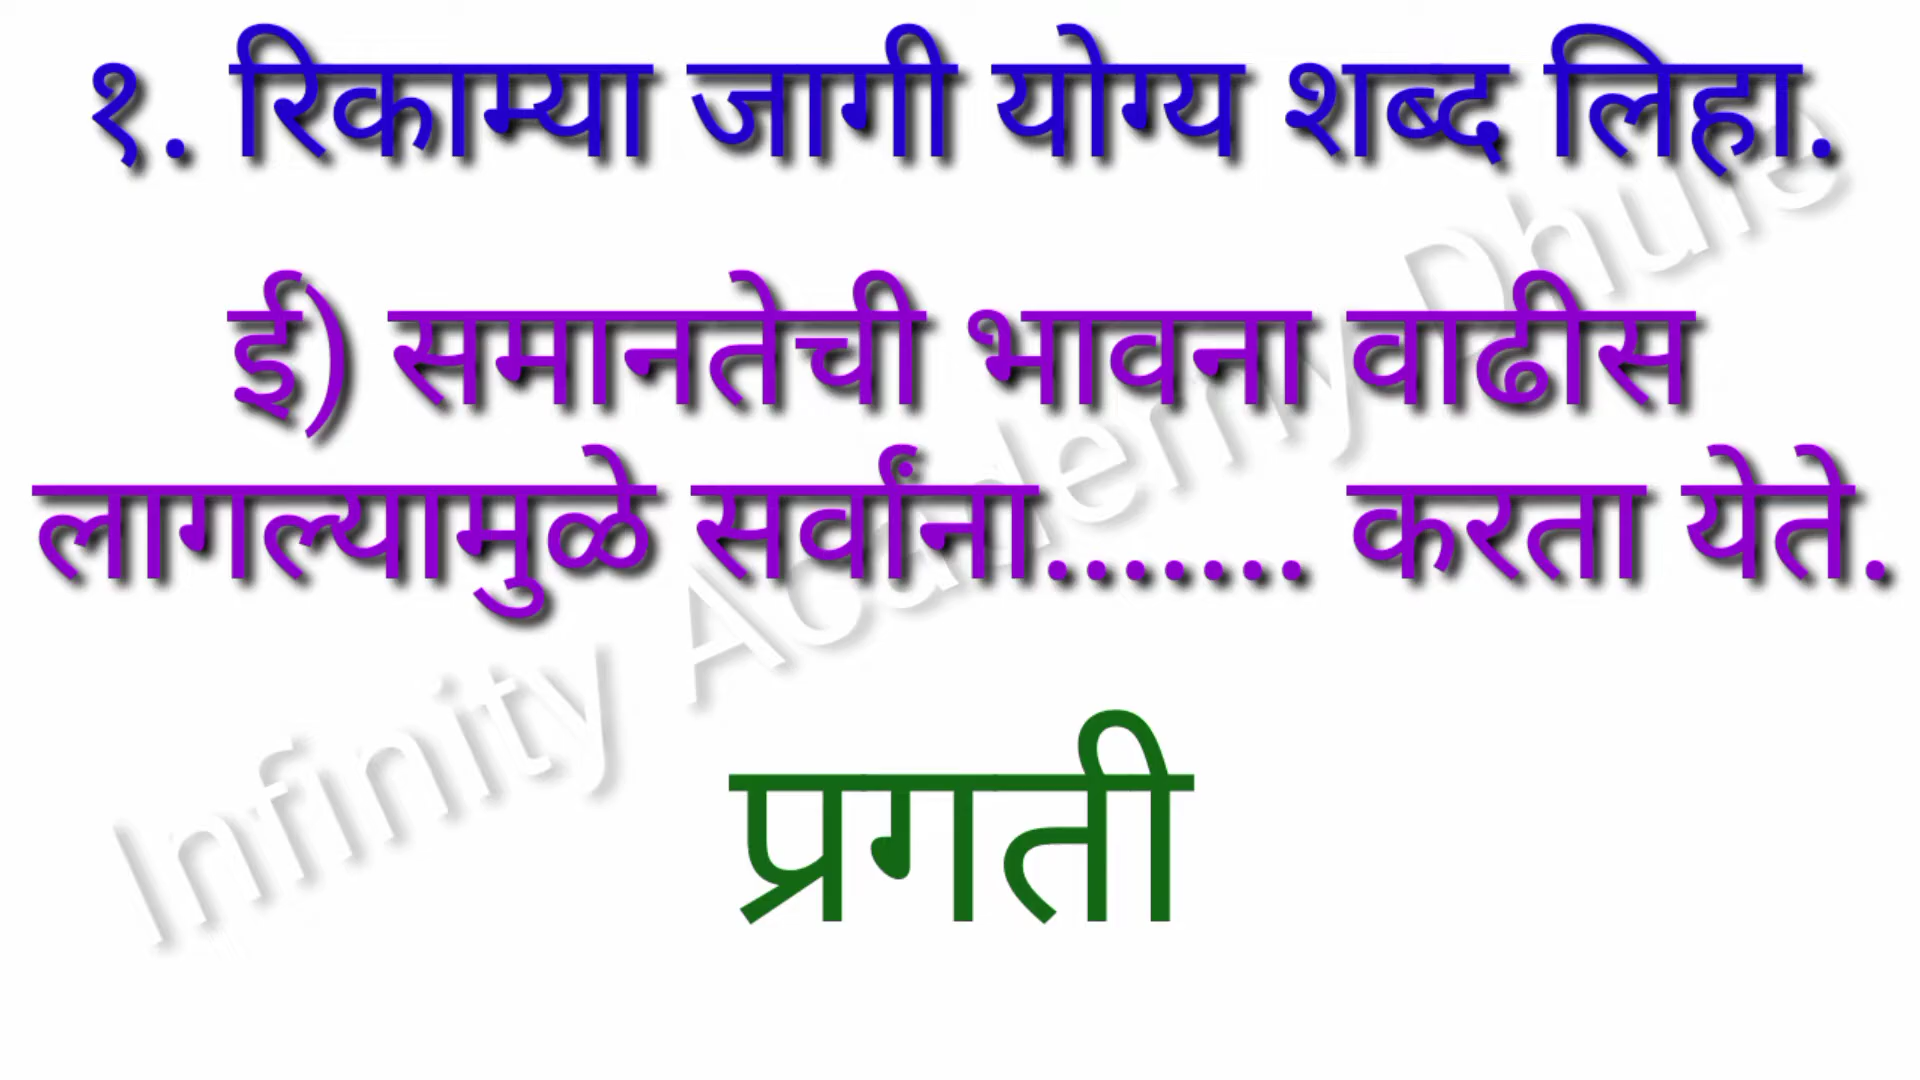 १. रिकाम्या जागी योग्य शब्द लिहा.
ई) समानतेची भावना वाढीस
लागल्यामुळे सर्वांना....... करता येते.
प्रगती
Infinity Academy Dhule